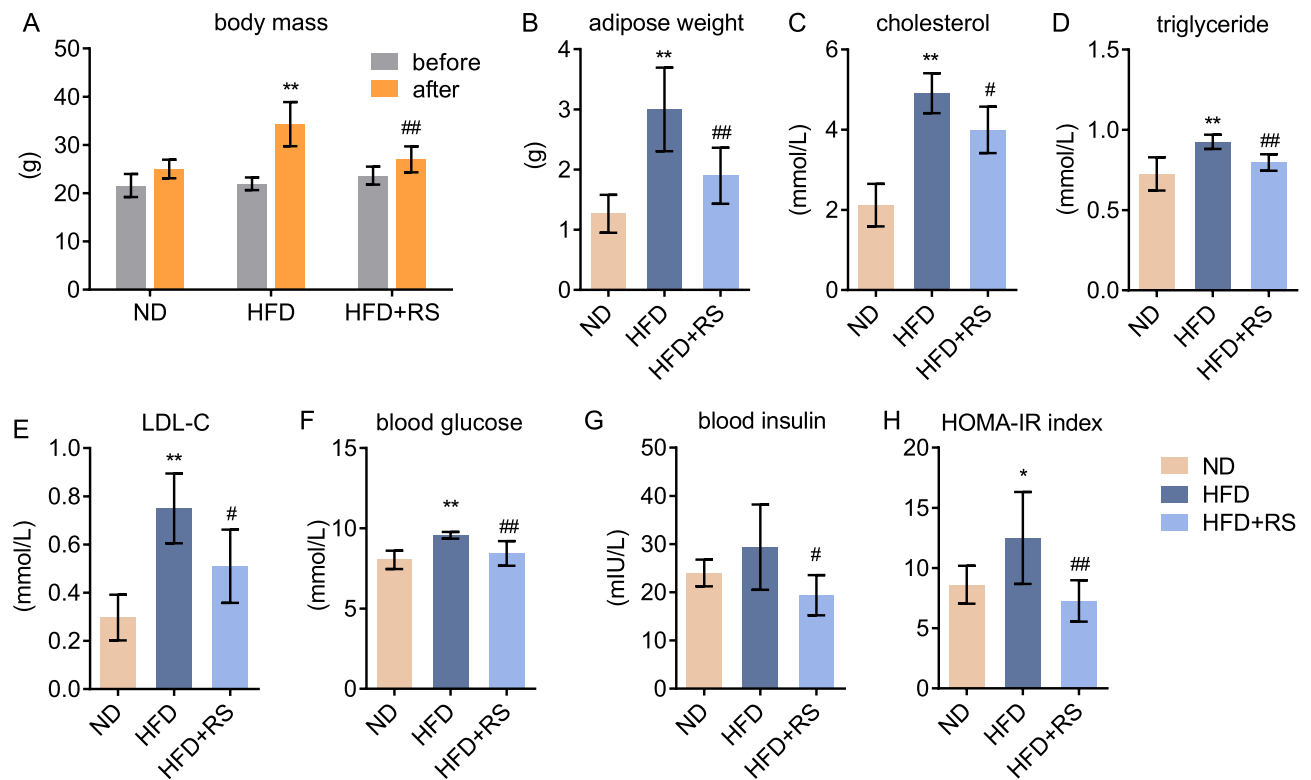 A
body mass
50
40
30
20
10
0
(g)
before
after
**
##
ND
HFD
HFD+RS
B
adipose weight
4
3
2
1
0
(g)
**
##
ND
HFD
HFD+RS
C
cholesterol
6
4
2
0
(mmol/L)
**
#
ND
HFD
HFD+RS
D
triglyceride
1.5
1.0
0.5
0.0
(mmol/L)
**
##
ND
HFD
HFD+RS
E
LDL-C
1.0
0.8
0.6
0.4
0.2
0.0
(mmol/L)
**
#
ND
HFD
HFD+RS
F
blood glucose
15
10
5
0
(mmol/L)
**
##
ND
HFD
HFD+RS
G
blood insulin
50
40
30
20
10
0
(mIU/L)
#
ND
HFD
HFD+RS
H
HOMA-IR index
20
15
10
5
0
*
##
ND
HFD
HFD+RS
ND
HFD
HFD+RS